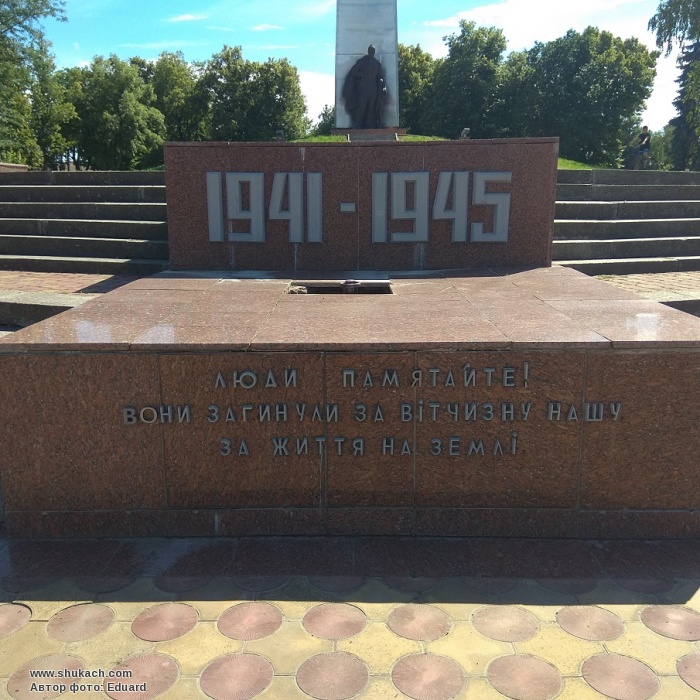 1941-1945
ЛЮДИ ПАМЯТАЙТЕ!
ВОНИ ЗАГИНУЛИ ЗА ВІТЧИЗНУ НАШУ
ЗА ЖИТТЯ НА ЗЕМЛІ
www.shukach.com
Автор фото: Eduard